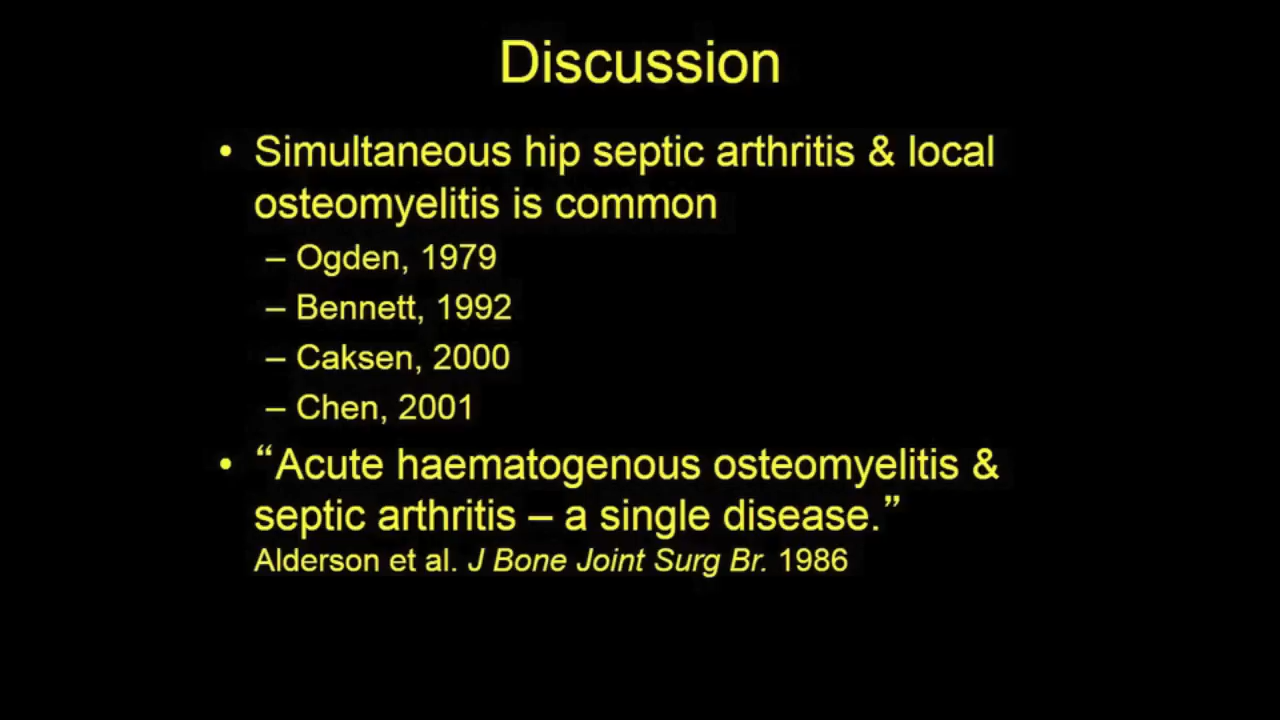 Discussion
• Simultaneous hip septic arthritis & local
osteomyelitis is common
– Ogden, 1979
– Bennett, 1992
– Caksen, 2000
– Chen, 2001
• “Acute haematogenous osteomyelitis &
septic arthritis – a single disease.”
Alderson et al. J Bone Joint Surg Br. 1986